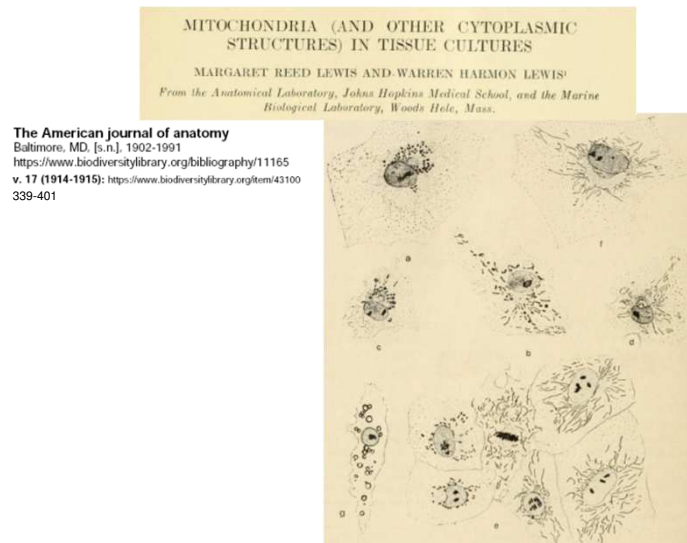 MITOCHONDRIA (AND OTHER CYTOPLASMIC
STRUCTURES) IN TISSUE CULTURES
MARGARET REED LEWIS AND WARREN HARMON LEWIS¹
From the Anatomical Laboratory, Johns Hopkins Medical School, and the Marine
Biological Laboratory, Woods Hole, Mass.
The American journal of anatomy
Baltimore, MD, [s.n.], 1902-1991
https://www.biodiversitylibrary.org/bibliography/11165
v. 17 (1914-1915): https://www.biodiversitylibrary.org/item/43100
339-401
a
f
c
b
d
g
e